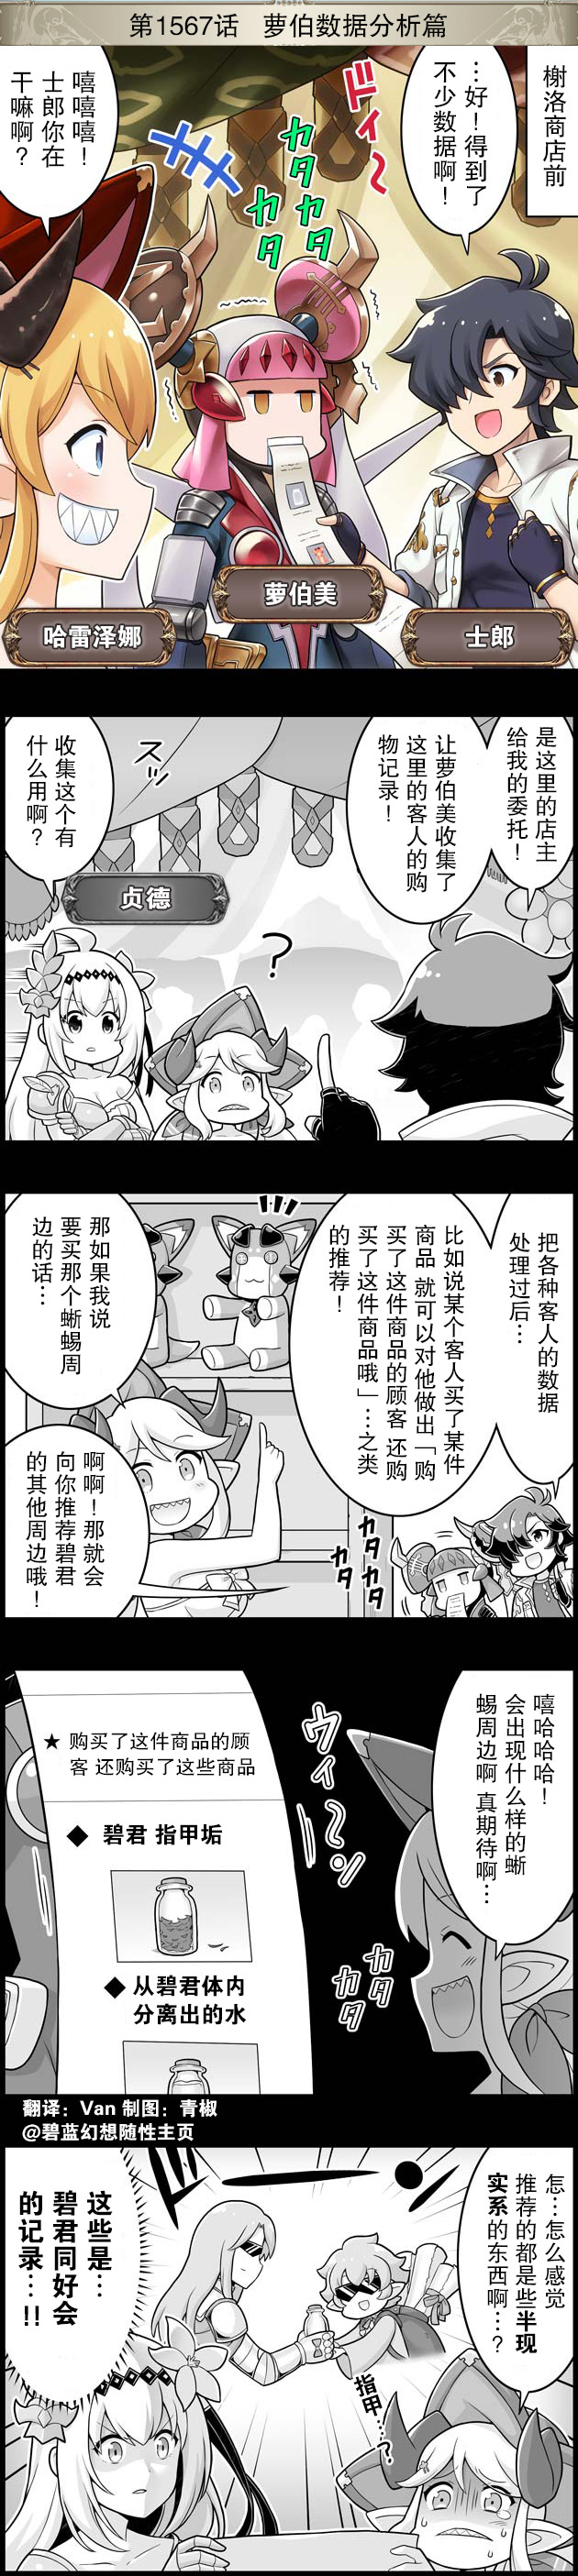 第1567话 萝伯数据分析篇
榭洛商店前
…好！得到了
不少数据啊！
嘻嘻嘻！
士郎你在
干嘛啊？
ドィ〜
カタカタ
カタ
萝伯美
哈雷泽娜
士郎
是这里的店主
给我的委托！
让萝伯美收集了
这里的客人的购
物记录！
スッ
收集这个有
什么用啊？
贞德
？
把各种客人的数据
处理过后…
比如说某个客人买了某件
商品 就可以对他做出「购
买了这件商品的顾客 还购
买了这件商品哦」…之类
的推荐！
那如果我说
要买那个蜥蜴周
边的话…
啊啊！那就会
向你推荐碧君
的其他周边哦！
カタカタ
カタ
嘻哈哈哈！
会出现什么样的蜥
蜴周边啊 真期待啊…
ウィーン
カタ
カタ
★ 购买了这件商品的顾
客 还购买了这些商品
◆ 碧君 指甲垢
◆ 从碧君体内
分离出的水
翻译：Van 制图：青椒
@碧蓝幻想随性主页
怎…怎么感觉
推荐的都是些半现
实系的东西啊…？
指甲…？
这些是…
碧君同好会
的记录…!!